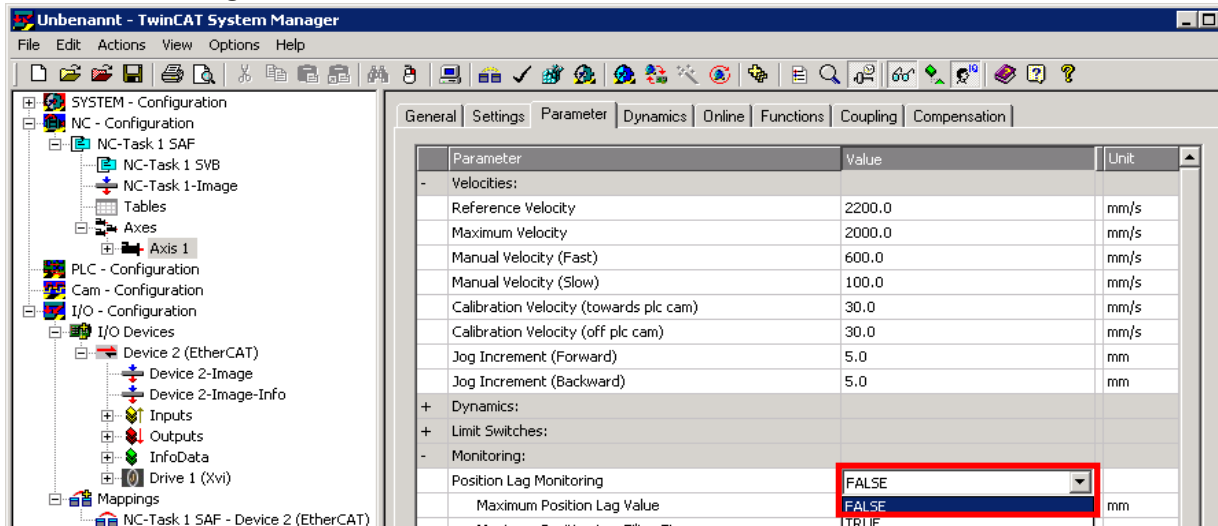 Unbenannt - TwinCAT System Manager
File Edit Actions View Options Help
SYSTEM - Configuration
NC - Configuration
NC-Task 1 SAF
NC-Task 1 SVB
NC-Task 1-Image
Tables
Axes
Axis 1
PLC - Configuration
Cam - Configuration
I/O - Configuration
I/O Devices
Device 2 (EtherCAT)
Device 2-Image
Device 2-Image-Info
Inputs
Outputs
InfoData
Drive 1 (Xvi)
Mappings
NC-Task 1 SAF - Device 2 (EtherCAT)
General Settings Parameter Dynamics Online Functions Coupling Compensation
Parameter Value Unit
- Velocities:
Reference Velocity 2200.0 mm/s
Maximum Velocity 2000.0 mm/s
Manual Velocity (Fast) 600.0 mm/s
Manual Velocity (Slow) 100.0 mm/s
Calibration Velocity (towards plc cam) 30.0 mm/s
Calibration Velocity (off plc cam) 30.0 mm/s
Jog Increment (Forward) 5.0 mm
Jog Increment (Backward) 5.0 mm
+ Dynamics:
+ Limit Switches:
- Monitoring:
Position Lag Monitoring FALSE
Maximum Position Lag Value FALSE mm
TRUE